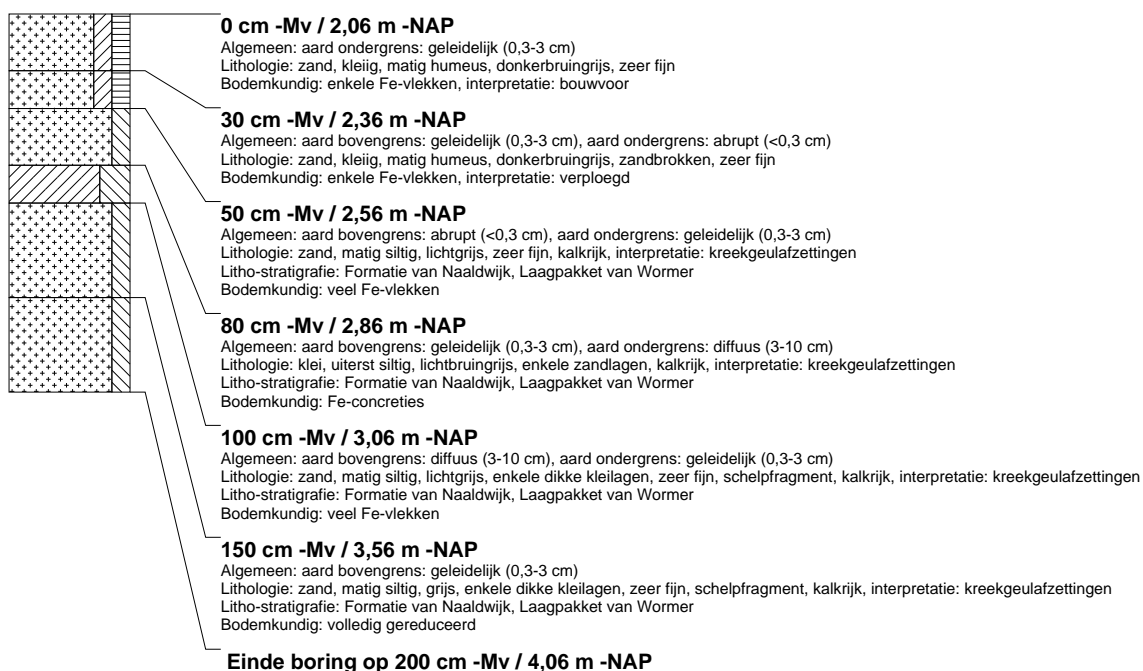 0 cm -Mv / 2,06 m -NAP
Algemeen: aard ondergrens: geleidelijk (0,3-3 cm)
Lithologie: zand, kleiig, matig humeus, donkerbruingrijs, zeer fijn
Bodemkundig: enkele Fe-vlekken, interpretatie: bouwvoor
30 cm -Mv / 2,36 m -NAP
Algemeen: aard bovengrens: geleidelijk (0,3-3 cm), aard ondergrens: abrupt (<0,3 cm)
Lithologie: zand, kleiig, matig humeus, donkerbruingrijs, zandbrokken, zeer fijn
Bodemkundig: enkele Fe-vlekken, interpretatie: verploegd
50 cm -Mv / 2,56 m -NAP
Algemeen: aard bovengrens: abrupt (<0,3 cm), aard ondergrens: geleidelijk (0,3-3 cm)
Lithologie: zand, matig siltig, lichtgrijs, zeer fijn, kalkrijk, interpretatie: kreekgeulafzettingen
Litho-stratigrafie: Formatie van Naaldwijk, Laagpakket van Wormer
Bodemkundig: veel Fe-vlekken
80 cm -Mv / 2,86 m -NAP
Algemeen: aard bovengrens: geleidelijk (0,3-3 cm), aard ondergrens: diffuus (3-10 cm)
Lithologie: klei, uiterst siltig, lichtbruingrijs, enkele zandlagen, kalkrijk, interpretatie: kreekgeulafzettingen
Litho-stratigrafie: Formatie van Naaldwijk, Laagpakket van Wormer
Bodemkundig: Fe-concreties
100 cm -Mv / 3,06 m -NAP
Algemeen: aard bovengrens: diffuus (3-10 cm), aard ondergrens: geleidelijk (0,3-3 cm)
Lithologie: zand, matig siltig, lichtgrijs, enkele dikke kleilagen, zeer fijn, schelpfragment, kalkrijk, interpretatie: kreekgeulafzettingen
Litho-stratigrafie: Formatie van Naaldwijk, Laagpakket van Wormer
Bodemkundig: veel Fe-vlekken
150 cm -Mv / 3,56 m -NAP
Algemeen: aard bovengrens: geleidelijk (0,3-3 cm)
Lithologie: zand, matig siltig, grijs, enkele dikke kleilagen, zeer fijn, schelpfragment, kalkrijk, interpretatie: kreekgeulafzettingen
Litho-stratigrafie: Formatie van Naaldwijk, Laagpakket van Wormer
Bodemkundig: volledig gereduceerd
Einde boring op 200 cm -Mv / 4,06 m -NAP